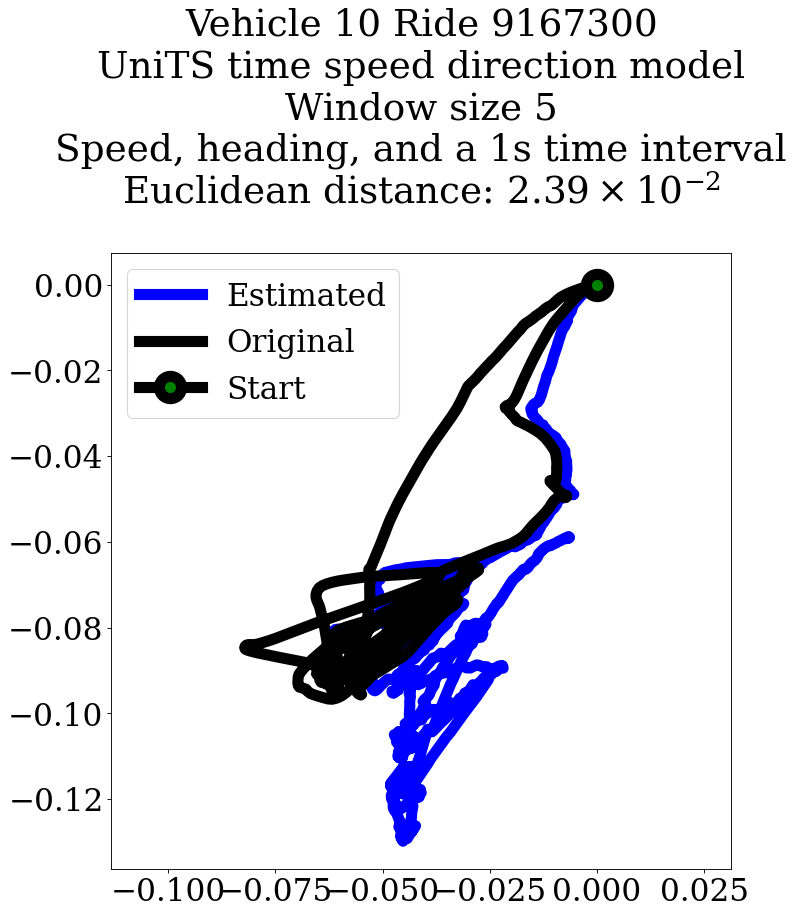 Vehicle 10 Ride 9167300
UniTS time speed direction model
Window size 5
Speed, heading, and a 1s time interval
Euclidean distance: 2.39 × 10⁻²
Estimated
Original
Start
0.00
−0.02
−0.04
−0.06
−0.08
−0.10
−0.12
−0.100 −0.075 −0.050 −0.025 0.000 0.025